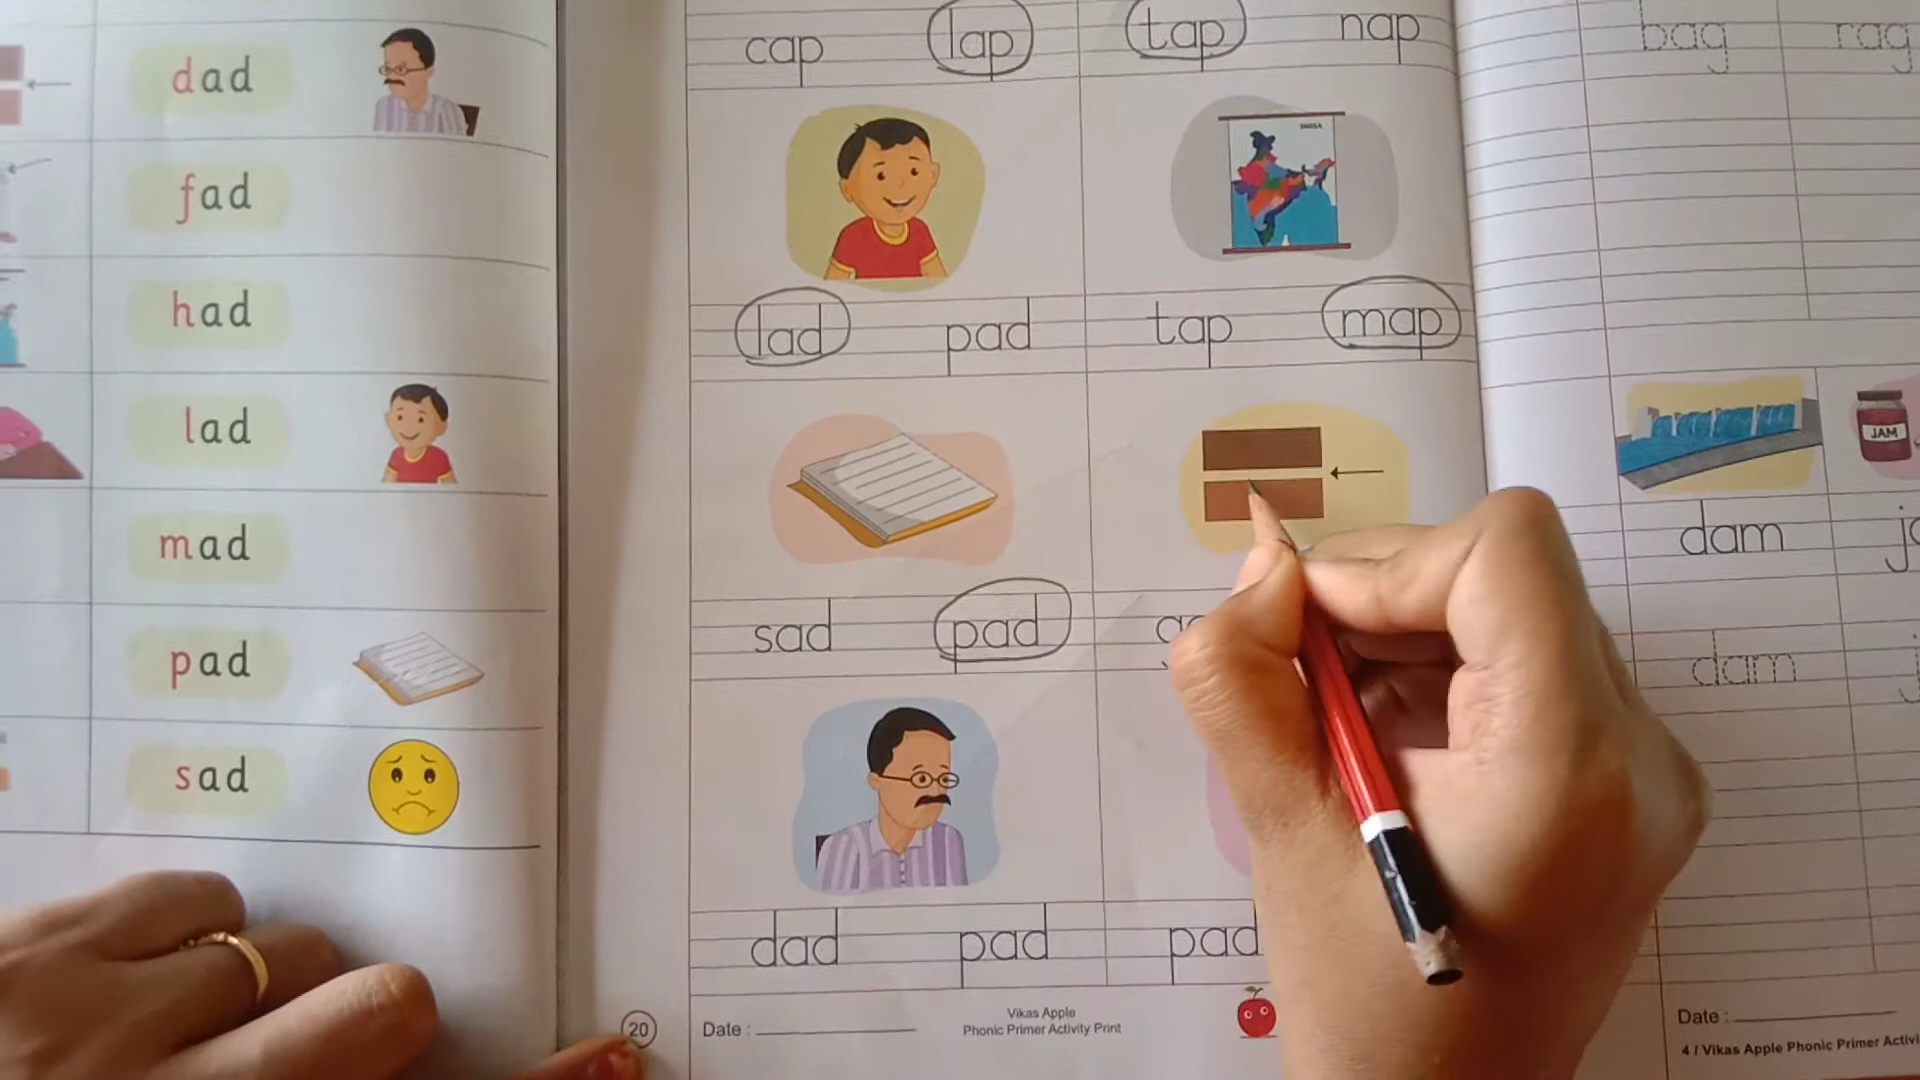 dad
fad
had
lad
mad
pad
sad
cap lap tap nap
INDIA
lad pad tap map
sad pad
dad pad pad
20
Date :
Vikas Apple
Phonic Primer Activity Print
bag rag
JAM
dam
dam
Date :
4 / Vikas Apple Phonic Primer